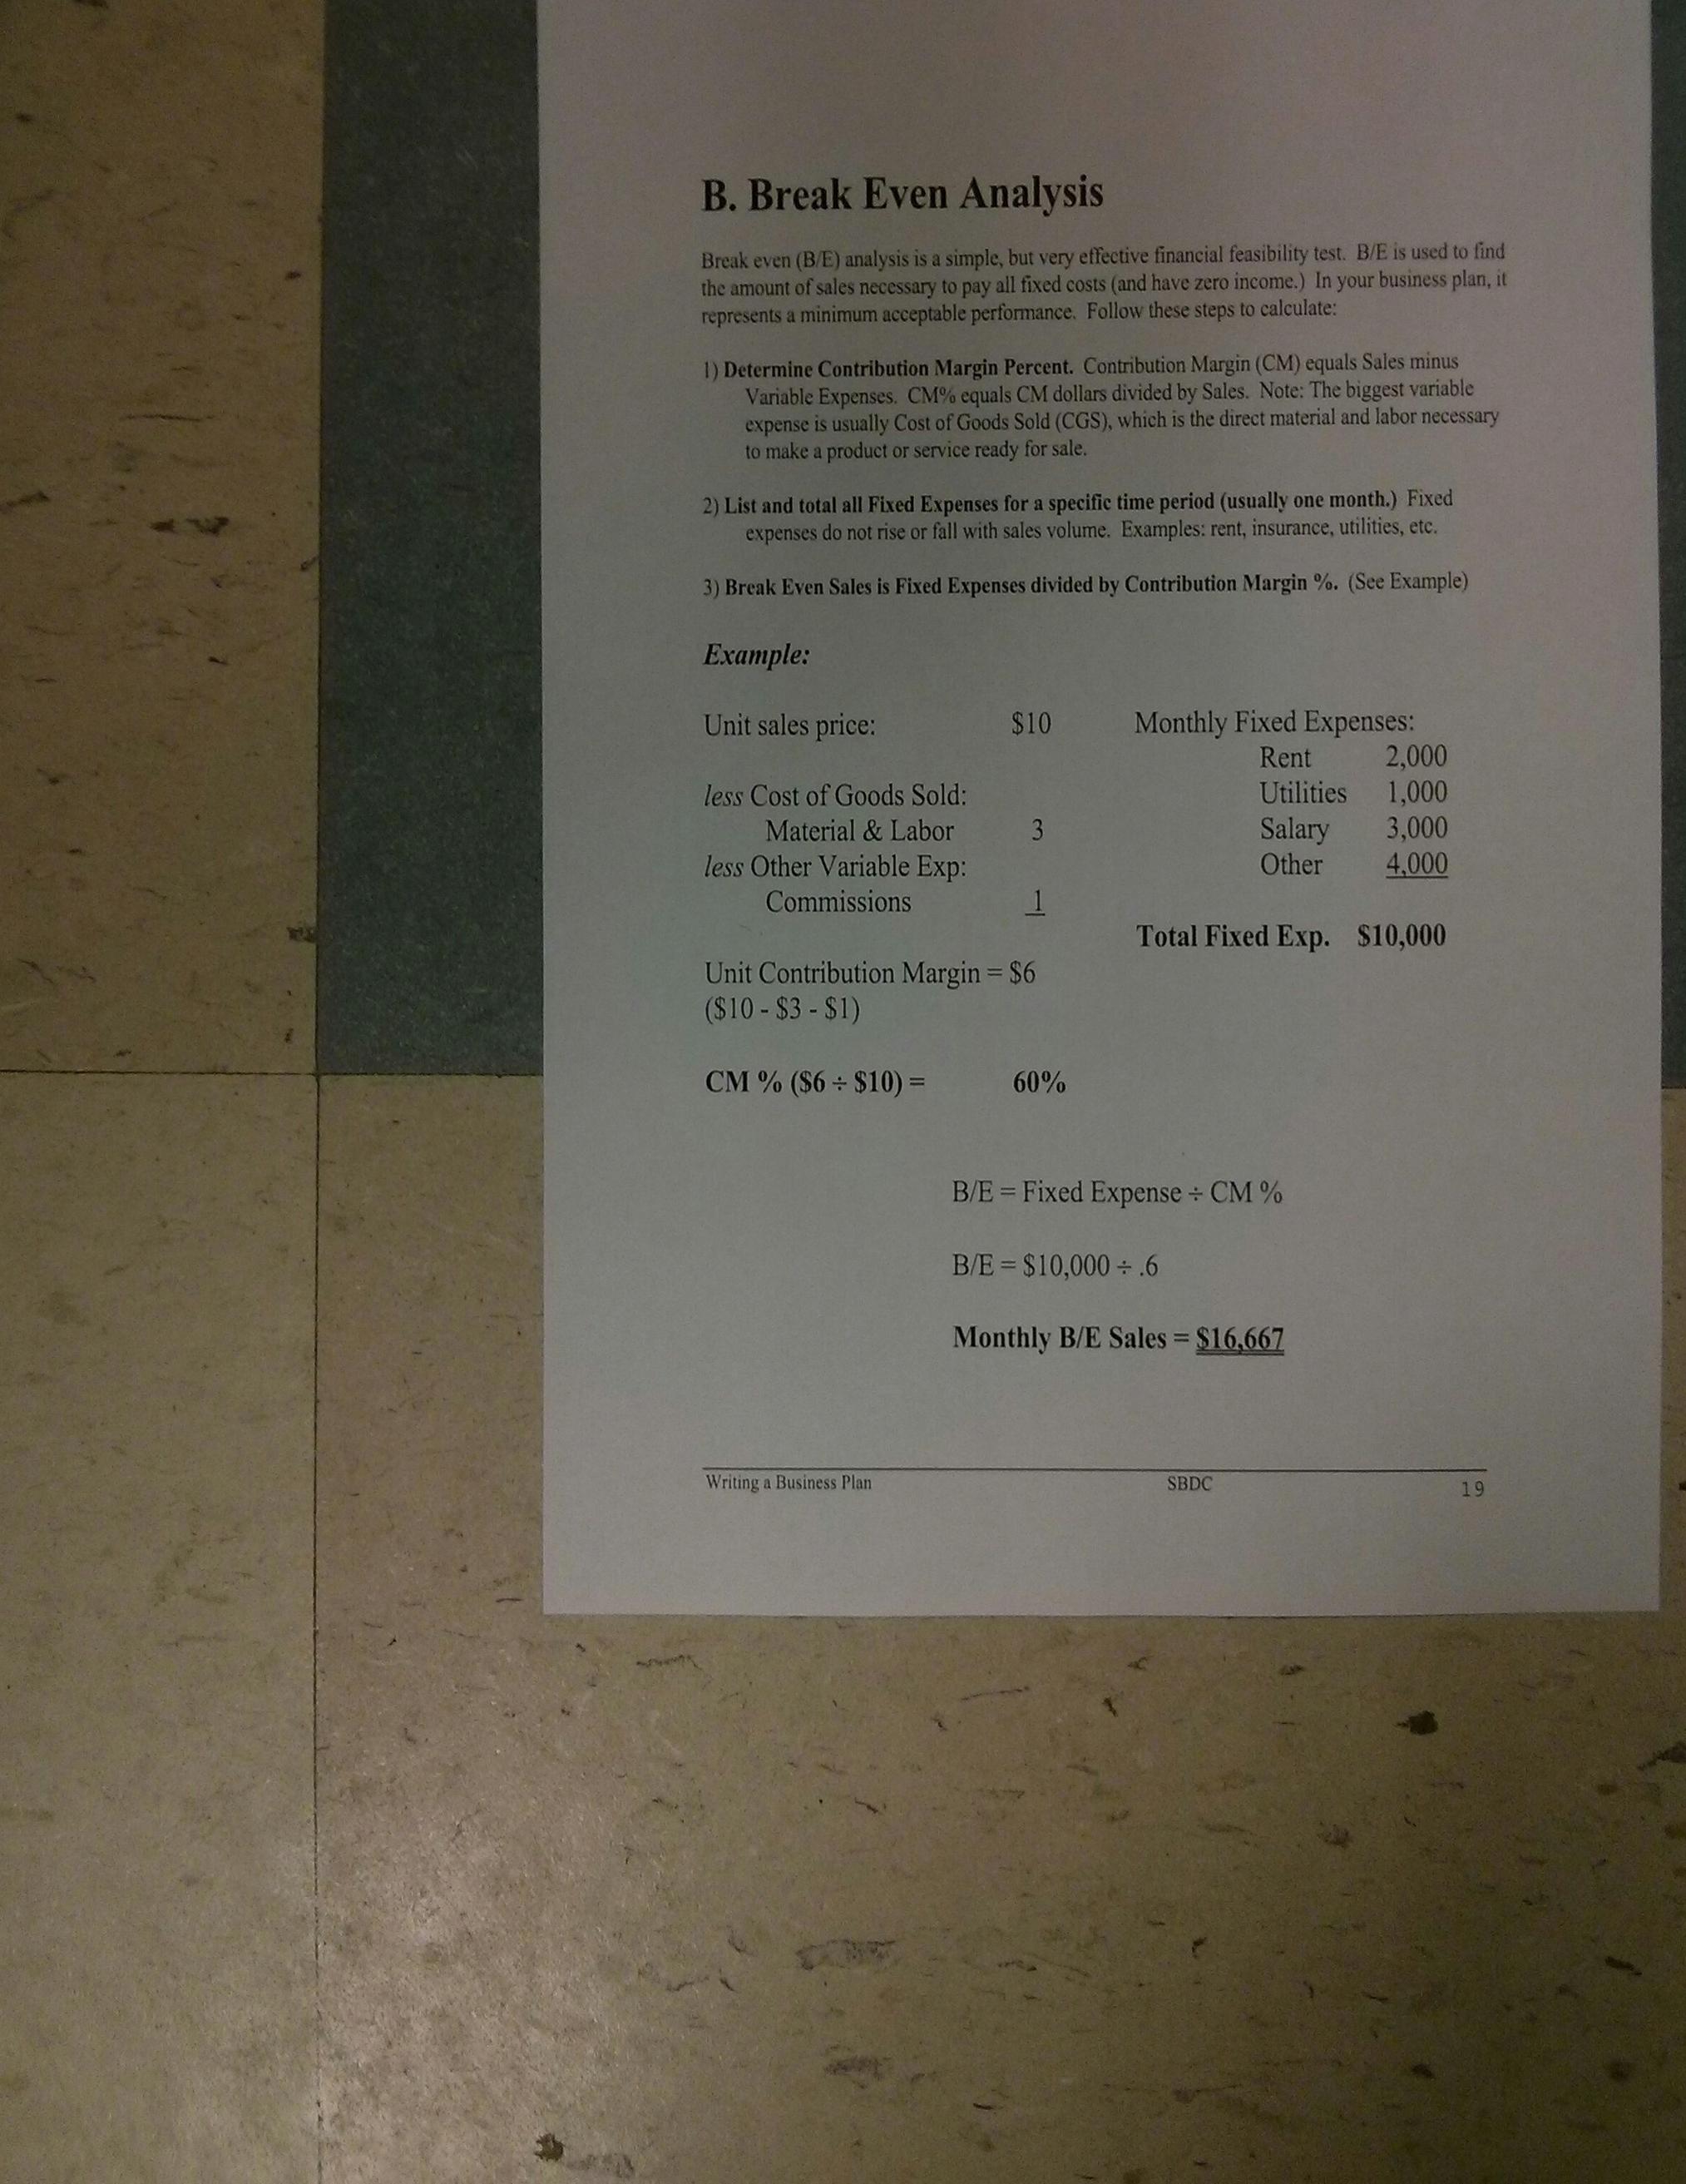 B. Break Even Analysis
Break even (B/E) analysis is a simple, but very effective financial feasibility test. B/E is used to find
the amount of sales necessary to pay all fixed costs (and have zero income.) In your business plan, it
represents a minimum acceptable performance. Follow these steps to calculate:
1) Determine Contribution Margin Percent. Contribution Margin (CM) equals Sales minus
Variable Expenses. CM% equals CM dollars divided by Sales. Note: The biggest variable
expense is usually Cost of Goods Sold (CGS), which is the direct material and labor necessary
to make a product or service ready for sale.
2) List and total all Fixed Expenses for a specific time period (usually one month.) Fixed
expenses do not rise or fall with sales volume. Examples: rent, insurance, utilities, etc.
3) Break Even Sales is Fixed Expenses divided by Contribution Margin %. (See Example)
Example:
Unit sales price: $10
less Cost of Goods Sold:
Material & Labor 3
less Other Variable Exp:
Commissions 1
Unit Contribution Margin = $6
($10 - $3 - $1)
CM % ($6 ÷ $10) = 60%
Monthly Fixed Expenses:
Rent 2,000
Utilities 1,000
Salary 3,000
Other 4,000
Total Fixed Exp. $10,000
B/E = Fixed Expense ÷ CM %
B/E = $10,000 ÷ .6
Monthly B/E Sales = $16,667
Writing a Business Plan SBDC 19